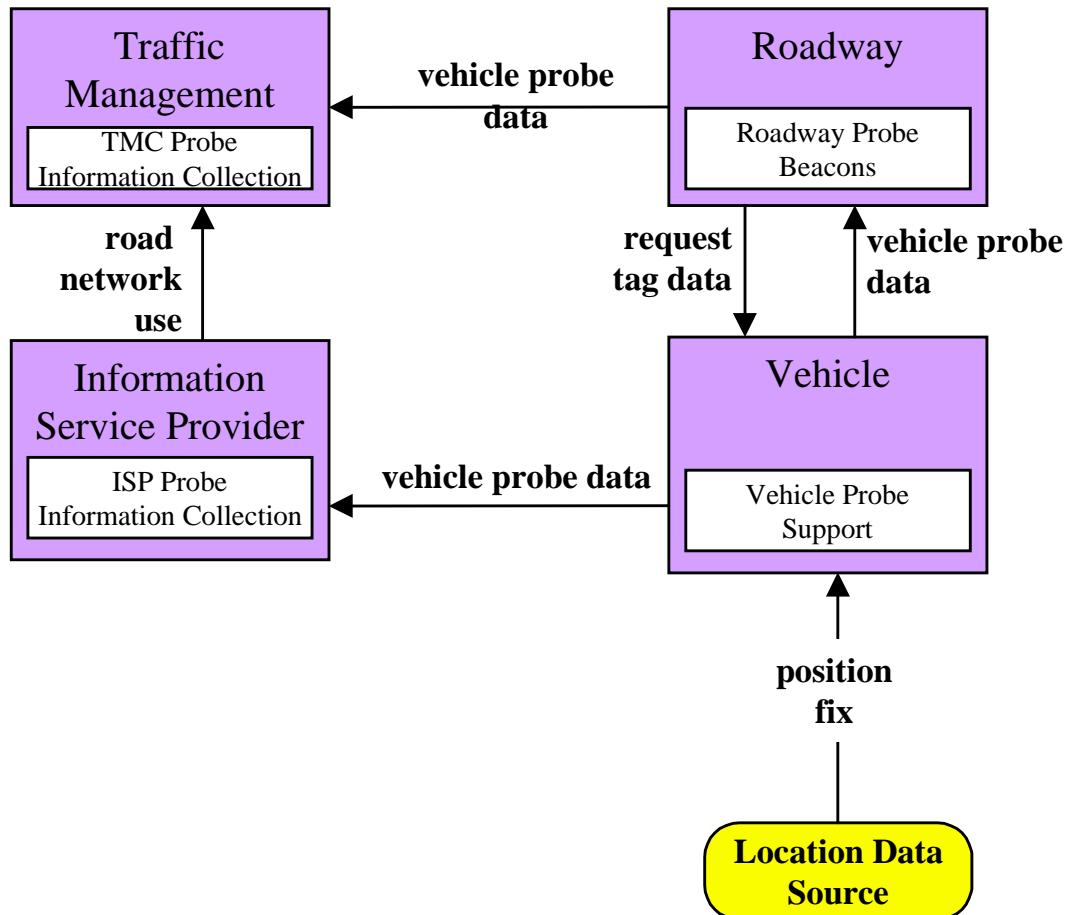 Traffic
Management
TMC Probe
Information Collection
vehicle probe
data
Roadway
Roadway Probe
Beacons
road
network
use
request
tag data
vehicle probe
data
Information
Service Provider
ISP Probe
Information Collection
vehicle probe data
Vehicle
Vehicle Probe
Support
position
fix
Location Data
Source